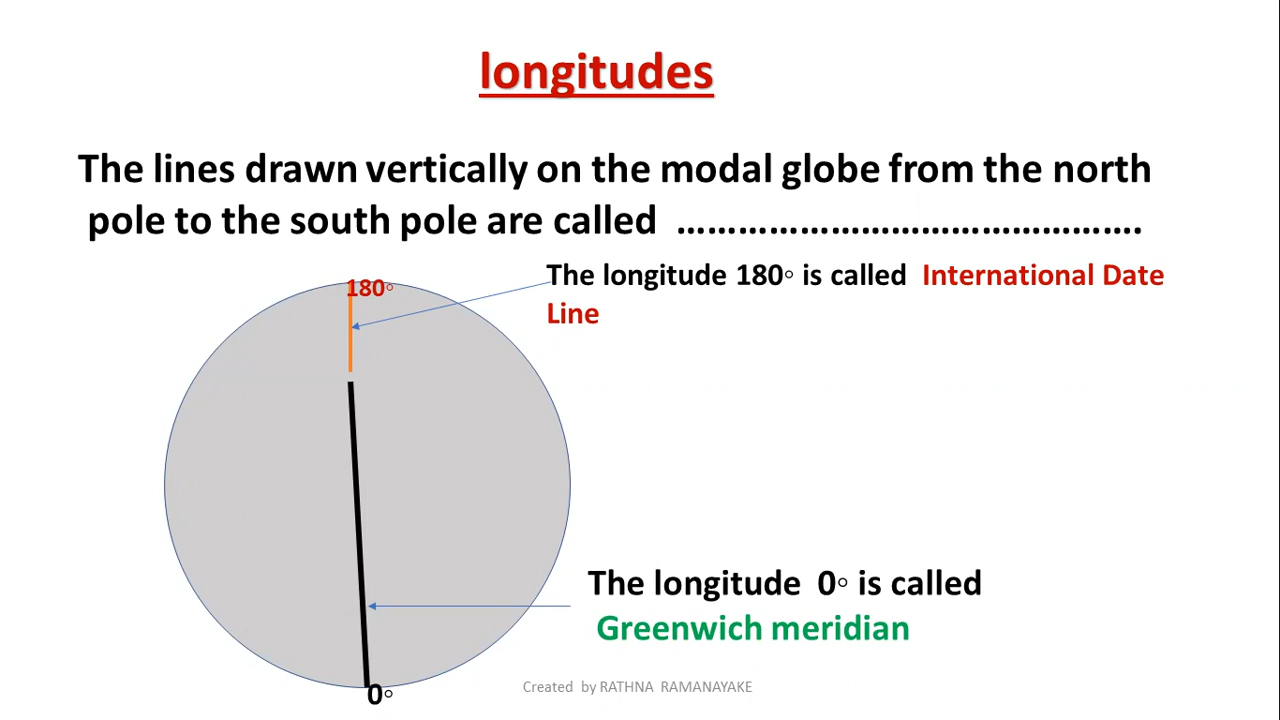 longitudes
The lines drawn vertically on the modal globe from the north
pole to the south pole are called ……………………………………….
180◦
The longitude 180◦ is called International Date
Line
The longitude 0◦ is called
Greenwich meridian
0◦
Created by RATHNA RAMANAYAKE